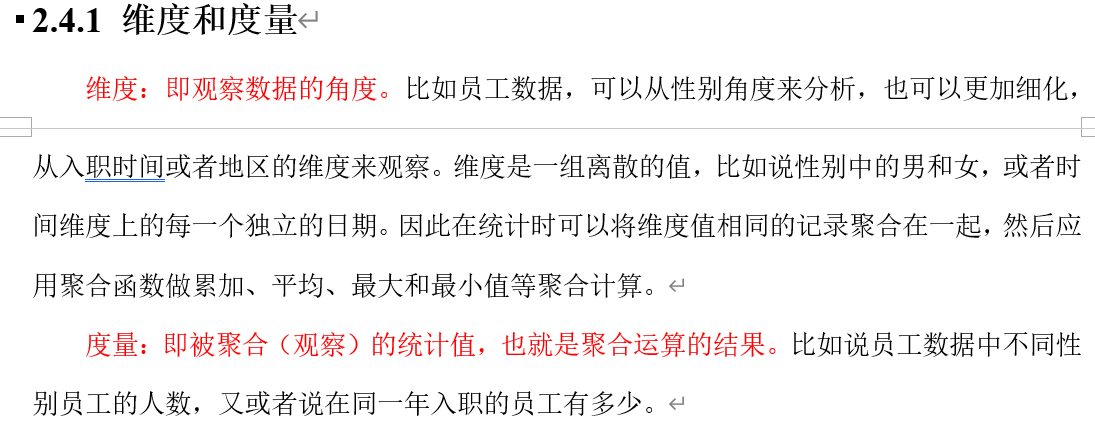 2.4.1 维度和度量
维度：即观察数据的角度。比如员工数据，可以从性别角度来分析，也可以更加细化，
从入职时间或者地区的维度来观察。维度是一组离散的值，比如说性别中的男和女，或者时
间维度上的每一个独立的日期。因此在统计时可以将维度值相同的记录聚合在一起，然后应
用聚合函数做累加、平均、最大和最小值等聚合计算。
度量：即被聚合（观察）的统计值，也就是聚合运算的结果。比如说员工数据中不同性
别员工的人数，又或者说在同一年入职的员工有多少。